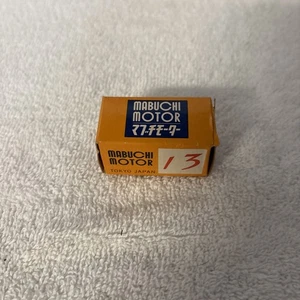 MABUCHI
MOTOR
マブチモーター
MABUCHI
MOTOR
TOKYO JAPAN
13